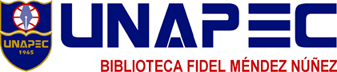 UNAPEC
1965
UNAPEC
BIBLIOTECA FIDEL MÉNDEZ NÚÑEZ